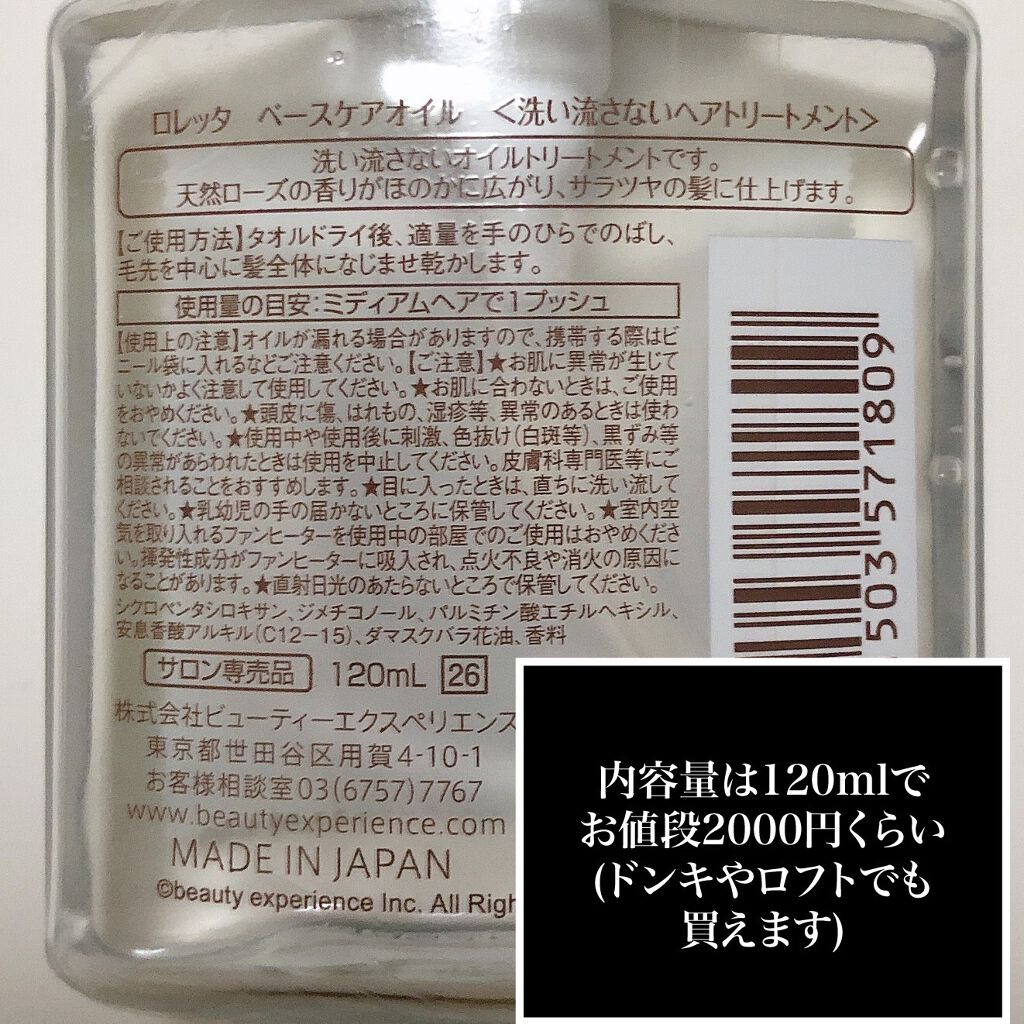 ロレッタ ベースケアオイル <洗い流さないヘアトリートメント>
洗い流さないオイルトリートメントです。
天然ローズの香りがほのかに広がり、サラツヤの髪に仕上げます。
【ご使用方法】タオルドライ後、適量を手のひらでのばし、
毛先を中心に髪全体になじませ乾かします。
使用量の目安:ミディアムヘアで1プッシュ
【使用上の注意】オイルが漏れる場合がありますので、携帯する際はビ
ニール袋に入れるなどご注意ください。【ご注意】★お肌に異常が生じて
いないかよく注意して使用してください。★お肌に合わないときは、ご使用
をおやめください。★頭皮に傷、はれもの、湿疹等、異常のあるときは使わ
ないでください。★使用中や使用後に刺激、色抜け(白斑等)、黒ずみ等
の異常があらわれたときは使用を中止してください。皮膚科専門医等にご
相談されることをおすすめします。★目に入ったときは、直ちに洗い流して
ください。★乳幼児の手の届かないところに保管してください。★室内空
気を取り入れるファンヒーターを使用中の部屋でのご使用はおやめくださ
い。揮発性成分がファンヒーターに吸入され、点火不良や消火の原因に
なることがあります。★直射日光のあたらないところで保管してください。
シクロペンタシロキサン、ジメチコノール、パルミチン酸エチルヘキシル、
安息香酸アルキル(C12-15)、ダマスクバラ花油、香料
サロン専売品 120mL 26
株式会社ビューティーエクスペリエンス
東京都世田谷区用賀4-10-1
お客様相談室03(6757)7767
www.beautyexperience.com
MADE IN JAPAN
©beauty experience Inc. All Righ
503571809
内容量は120mlで
お値段2000円くらい
(ドンキやロフトでも
買えます)